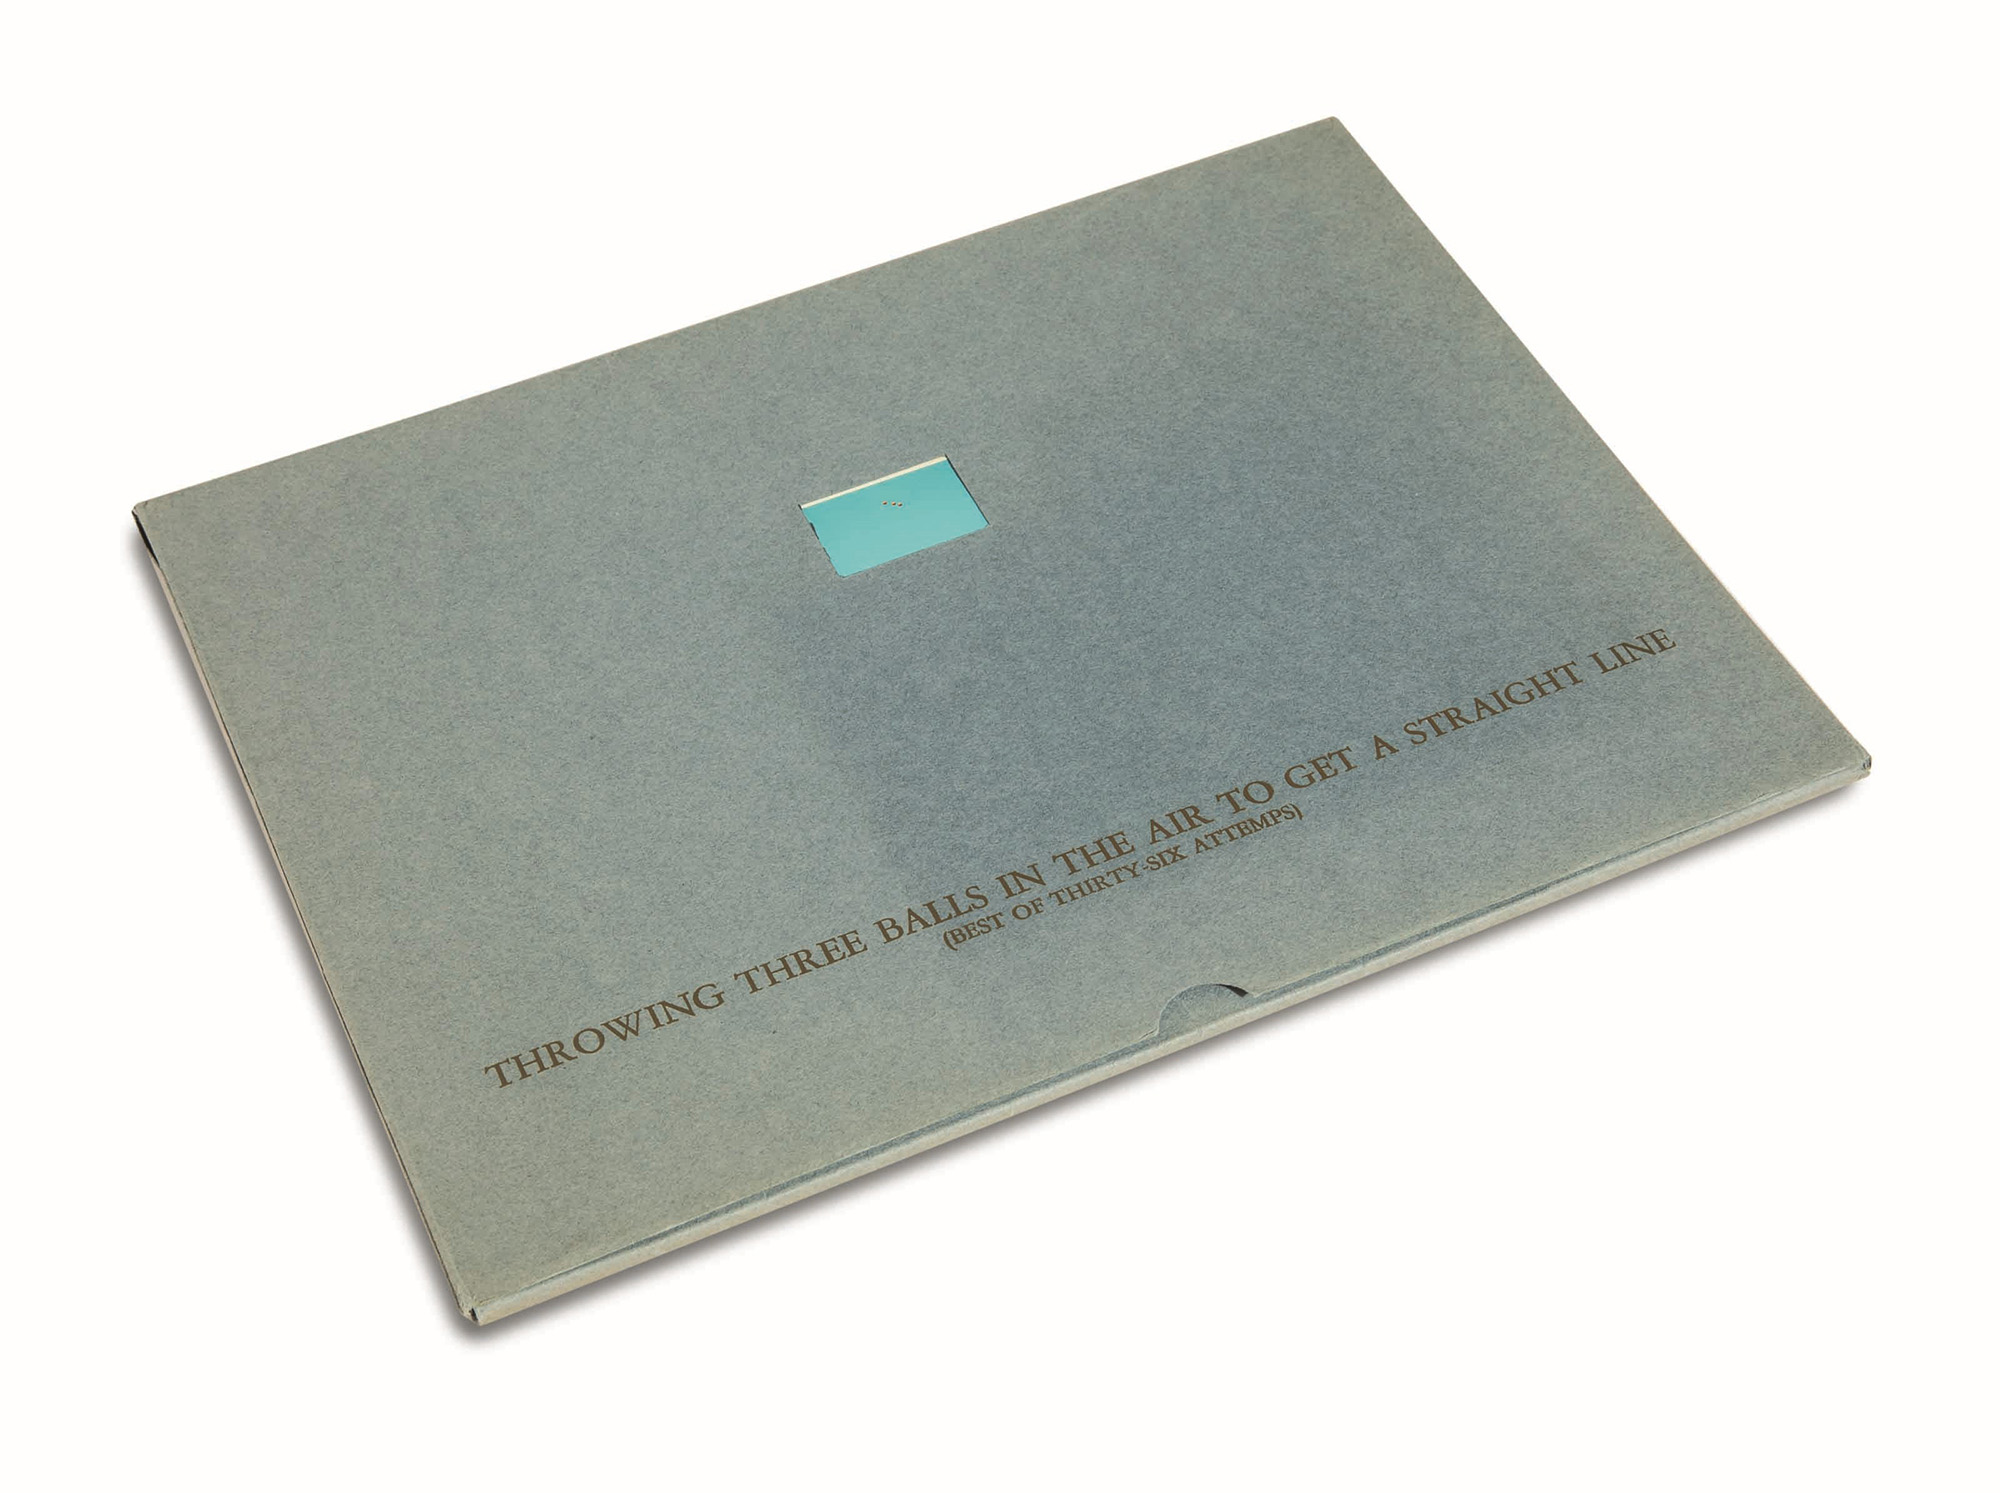 THROWING THREE BALLS IN THE AIR TO GET A STRAIGHT LINE
(BEST OF THIRTY-SIX ATTEMPS)